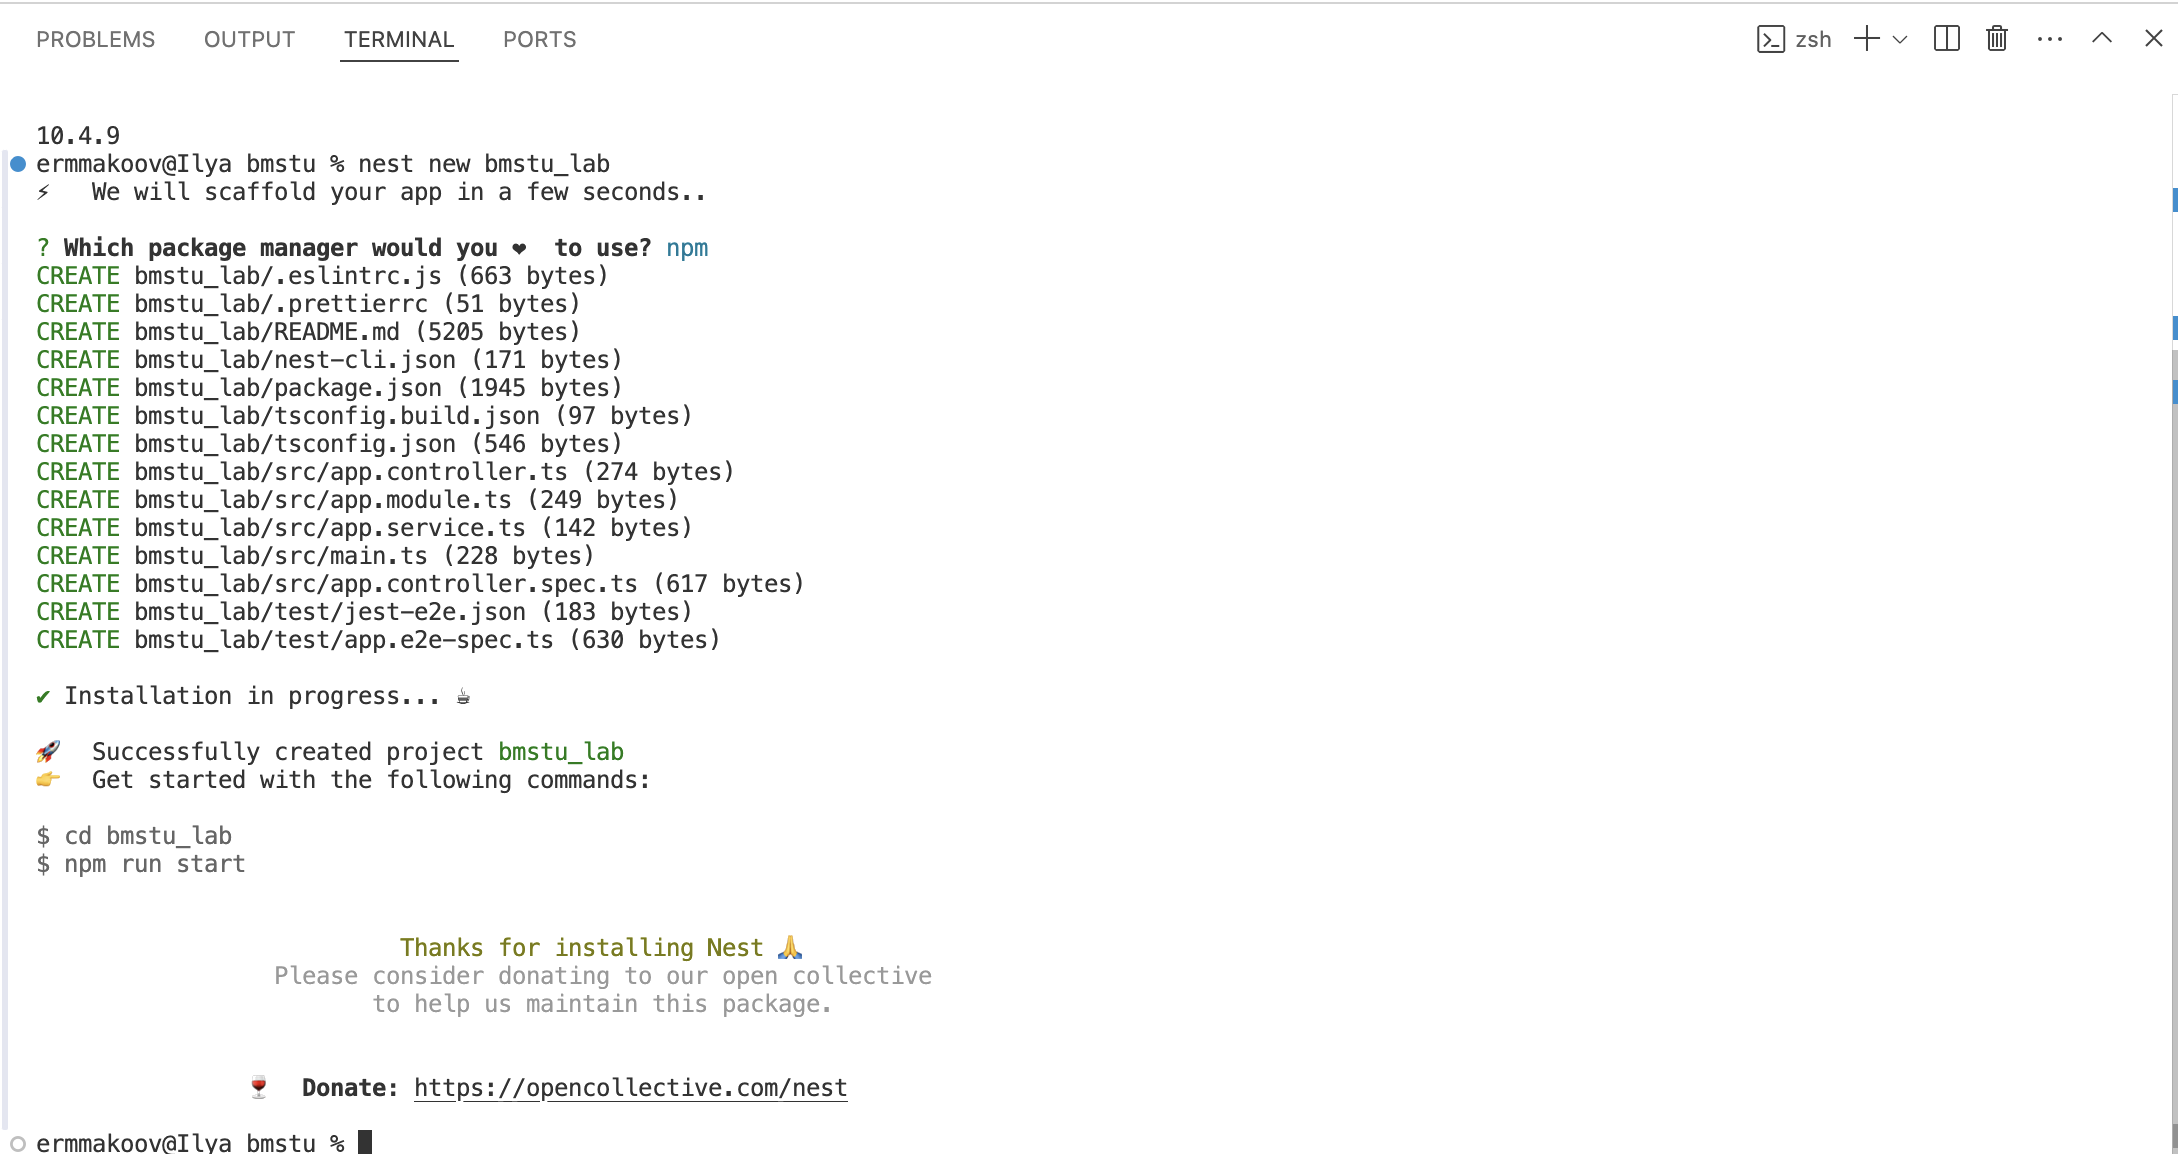 PROBLEMS OUTPUT TERMINAL PORTS zsh
10.4.9
ermmakoov@Ilya bmstu % nest new bmstu_lab
⚡ We will scaffold your app in a few seconds..
? Which package manager would you ❤ to use? npm
CREATE bmstu_lab/.eslintrc.js (663 bytes)
CREATE bmstu_lab/.prettierrc (51 bytes)
CREATE bmstu_lab/README.md (5205 bytes)
CREATE bmstu_lab/nest-cli.json (171 bytes)
CREATE bmstu_lab/package.json (1945 bytes)
CREATE bmstu_lab/tsconfig.build.json (97 bytes)
CREATE bmstu_lab/tsconfig.json (546 bytes)
CREATE bmstu_lab/src/app.controller.ts (274 bytes)
CREATE bmstu_lab/src/app.module.ts (249 bytes)
CREATE bmstu_lab/src/app.service.ts (142 bytes)
CREATE bmstu_lab/src/main.ts (228 bytes)
CREATE bmstu_lab/src/app.controller.spec.ts (617 bytes)
CREATE bmstu_lab/test/jest-e2e.json (183 bytes)
CREATE bmstu_lab/test/app.e2e-spec.ts (630 bytes)
✔ Installation in progress... ☕
🚀 Successfully created project bmstu_lab
👉 Get started with the following commands:
$ cd bmstu_lab
$ npm run start
Thanks for installing Nest 🙏
Please consider donating to our open collective
to help us maintain this package.
🍷 Donate: https://opencollective.com/nest
ermmakoov@Ilya bmstu %